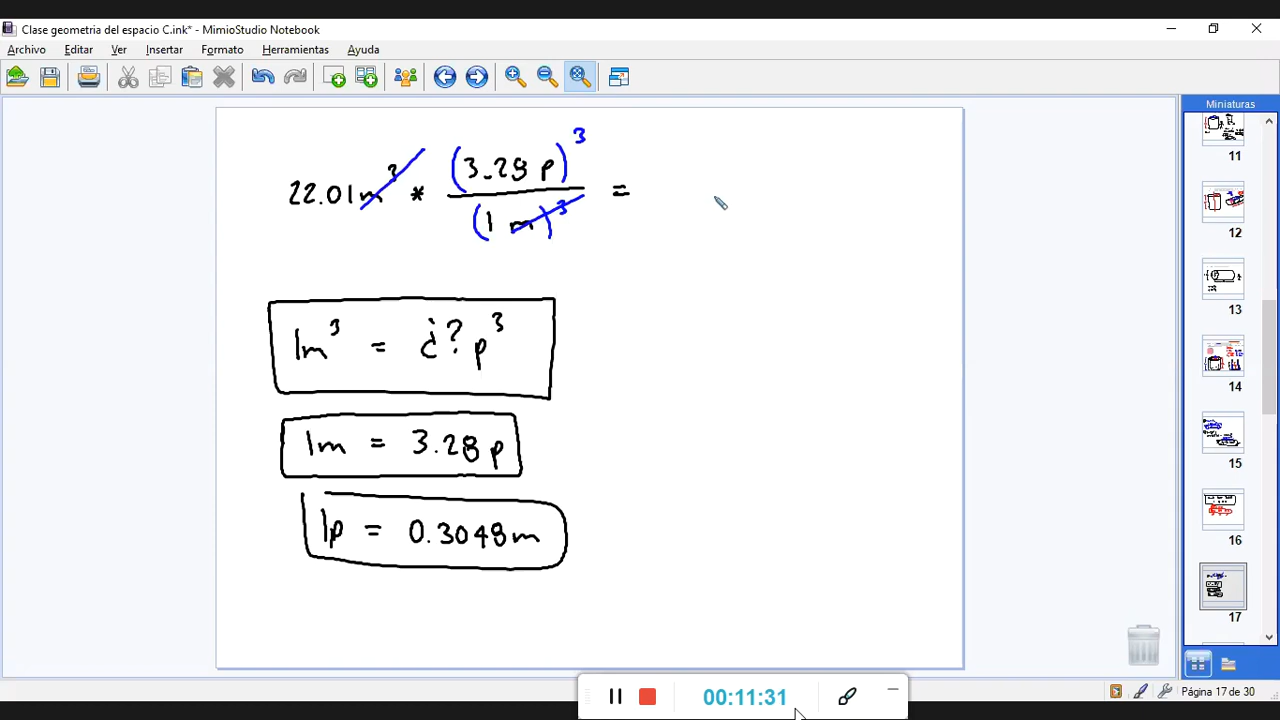 Clase geometria del espacio C.ink* - MimioStudio Notebook
Archivo Editar Ver Insertar Formato Herramientas Ayuda
Miniaturas
22.01m³ * (3.28 p)³ / (1 m)³ =
1m³ = ¿? p³
1m = 3.28 p
1p = 0.3048m
11
12
13
14
15
16
17
00:11:31
Página 17 de 30